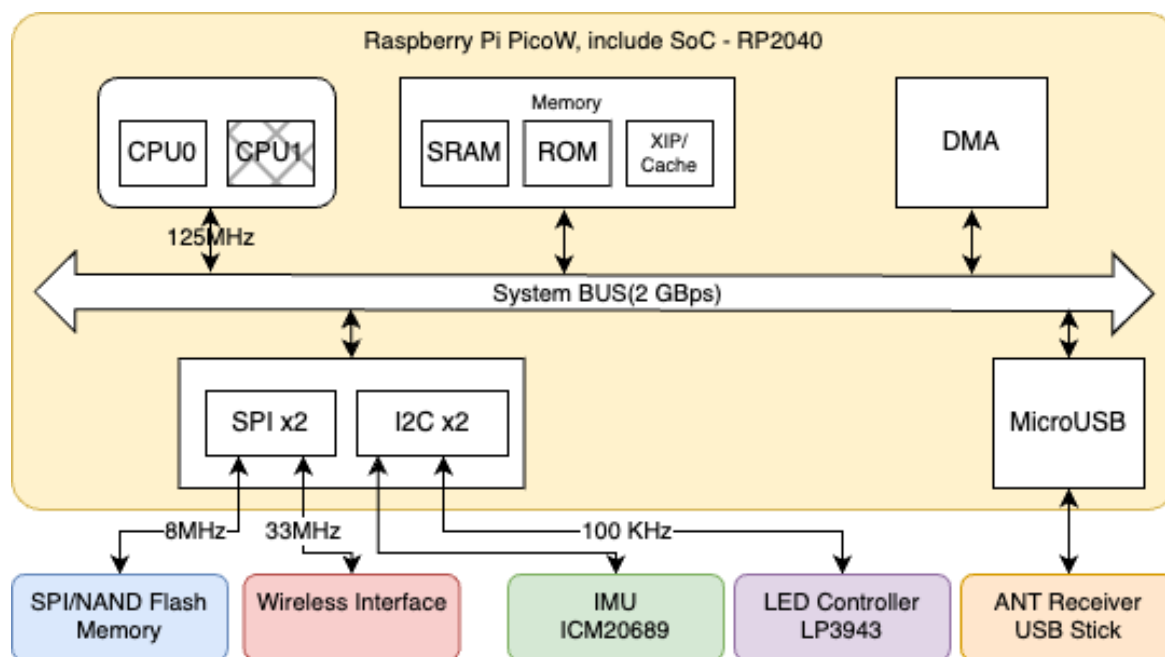 Raspberry Pi PicoW, include SoC - RP2040
CPU0
CPU1
Memory
SRAM
ROM
XIP/
Cache
DMA
125MHz
System BUS(2 GBps)
SPI x2
I2C x2
MicroUSB
8MHz
33MHz
100 KHz
SPI/NAND Flash
Memory
Wireless Interface
IMU
ICM20689
LED Controller
LP3943
ANT Receiver
USB Stick